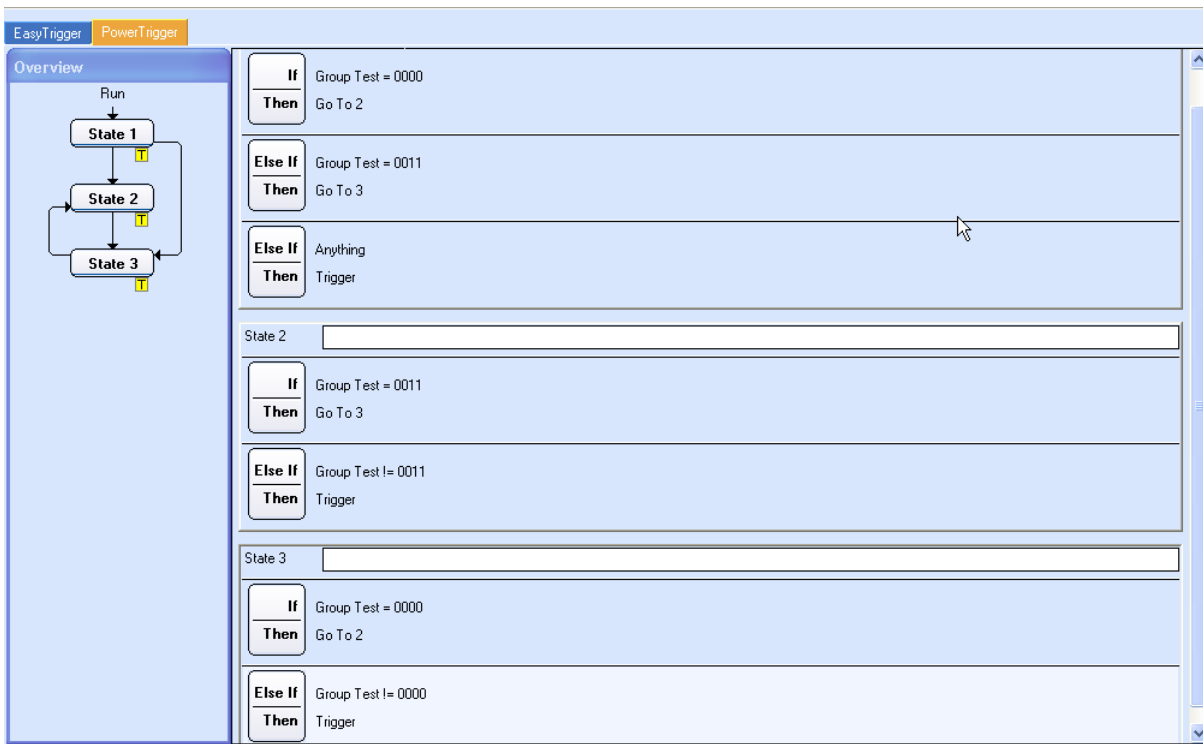 EasyTrigger PowerTrigger
Overview
Run
State 1
T
State 2
T
State 3
T
If Group Test = 0000
Then Go To 2
Else If Group Test = 0011
Then Go To 3
Else If Anything
Then Trigger
State 2
If Group Test = 0011
Then Go To 3
Else If Group Test != 0011
Then Trigger
State 3
If Group Test = 0000
Then Go To 2
Else If Group Test != 0000
Then Trigger